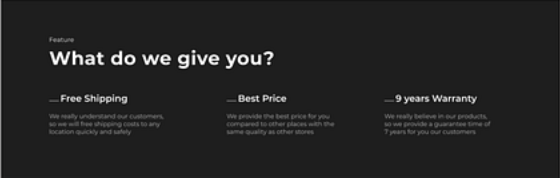 Feature
What do we give you?
Free Shipping
We really understand our customers,
so we will free shipping costs to any
location quickly and safely
Best Price
We provide the best price for you
compared to other places with the
same quality as other stores
9 years Warranty
We really believe in our products,
so we provide a guarantee time of
7 years for you our customers